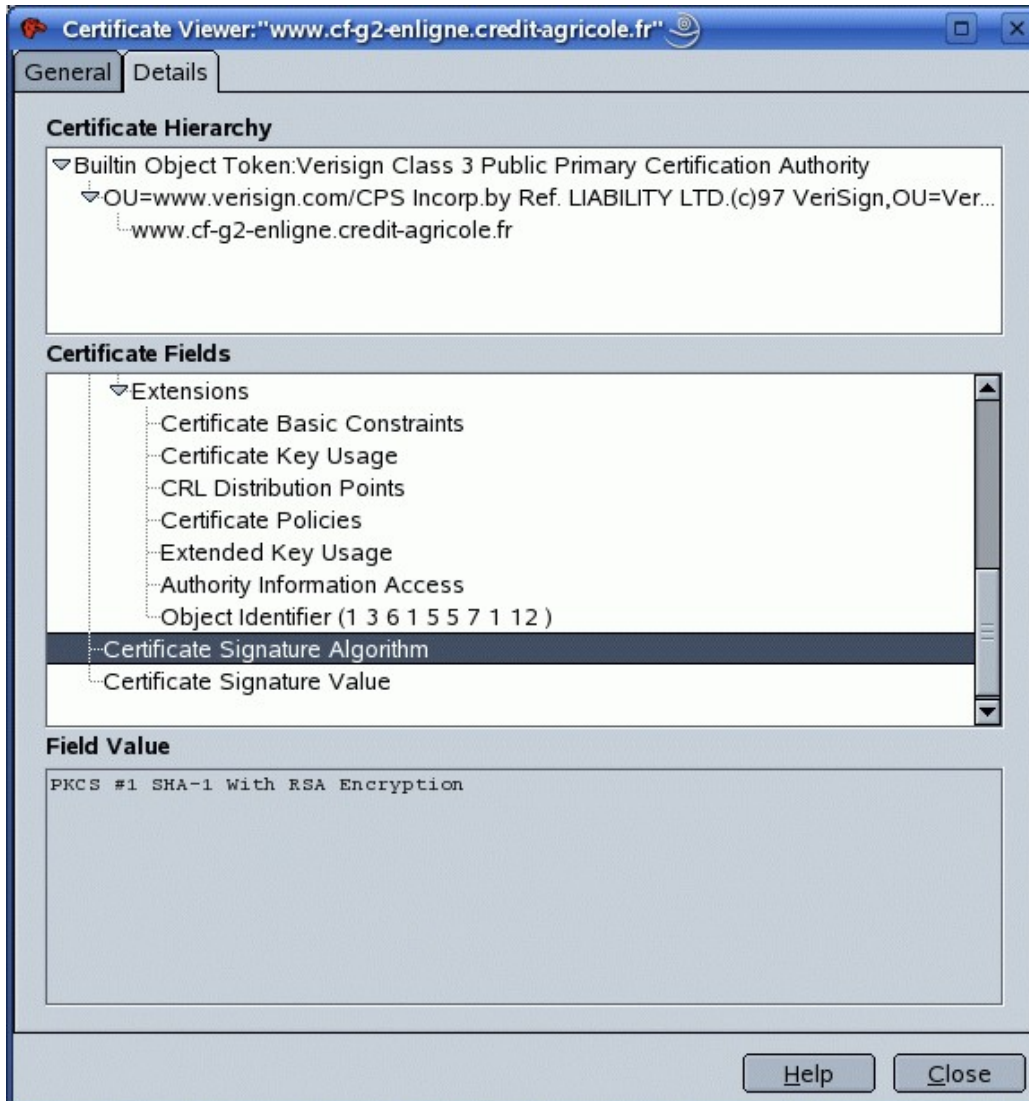 Certificate Viewer:"www.cf-g2-enligne.credit-agricole.fr"
General Details
Certificate Hierarchy
Builtin Object Token:Verisign Class 3 Public Primary Certification Authority
OU=www.verisign.com/CPS Incorp.by Ref. LIABILITY LTD.(c)97 VeriSign,OU=Ver...
www.cf-g2-enligne.credit-agricole.fr
Certificate Fields
Extensions
Certificate Basic Constraints
Certificate Key Usage
CRL Distribution Points
Certificate Policies
Extended Key Usage
Authority Information Access
Object Identifier (1 3 6 1 5 5 7 1 12 )
Certificate Signature Algorithm
Certificate Signature Value
Field Value
PKCS #1 SHA-1 With RSA Encryption
Help Close